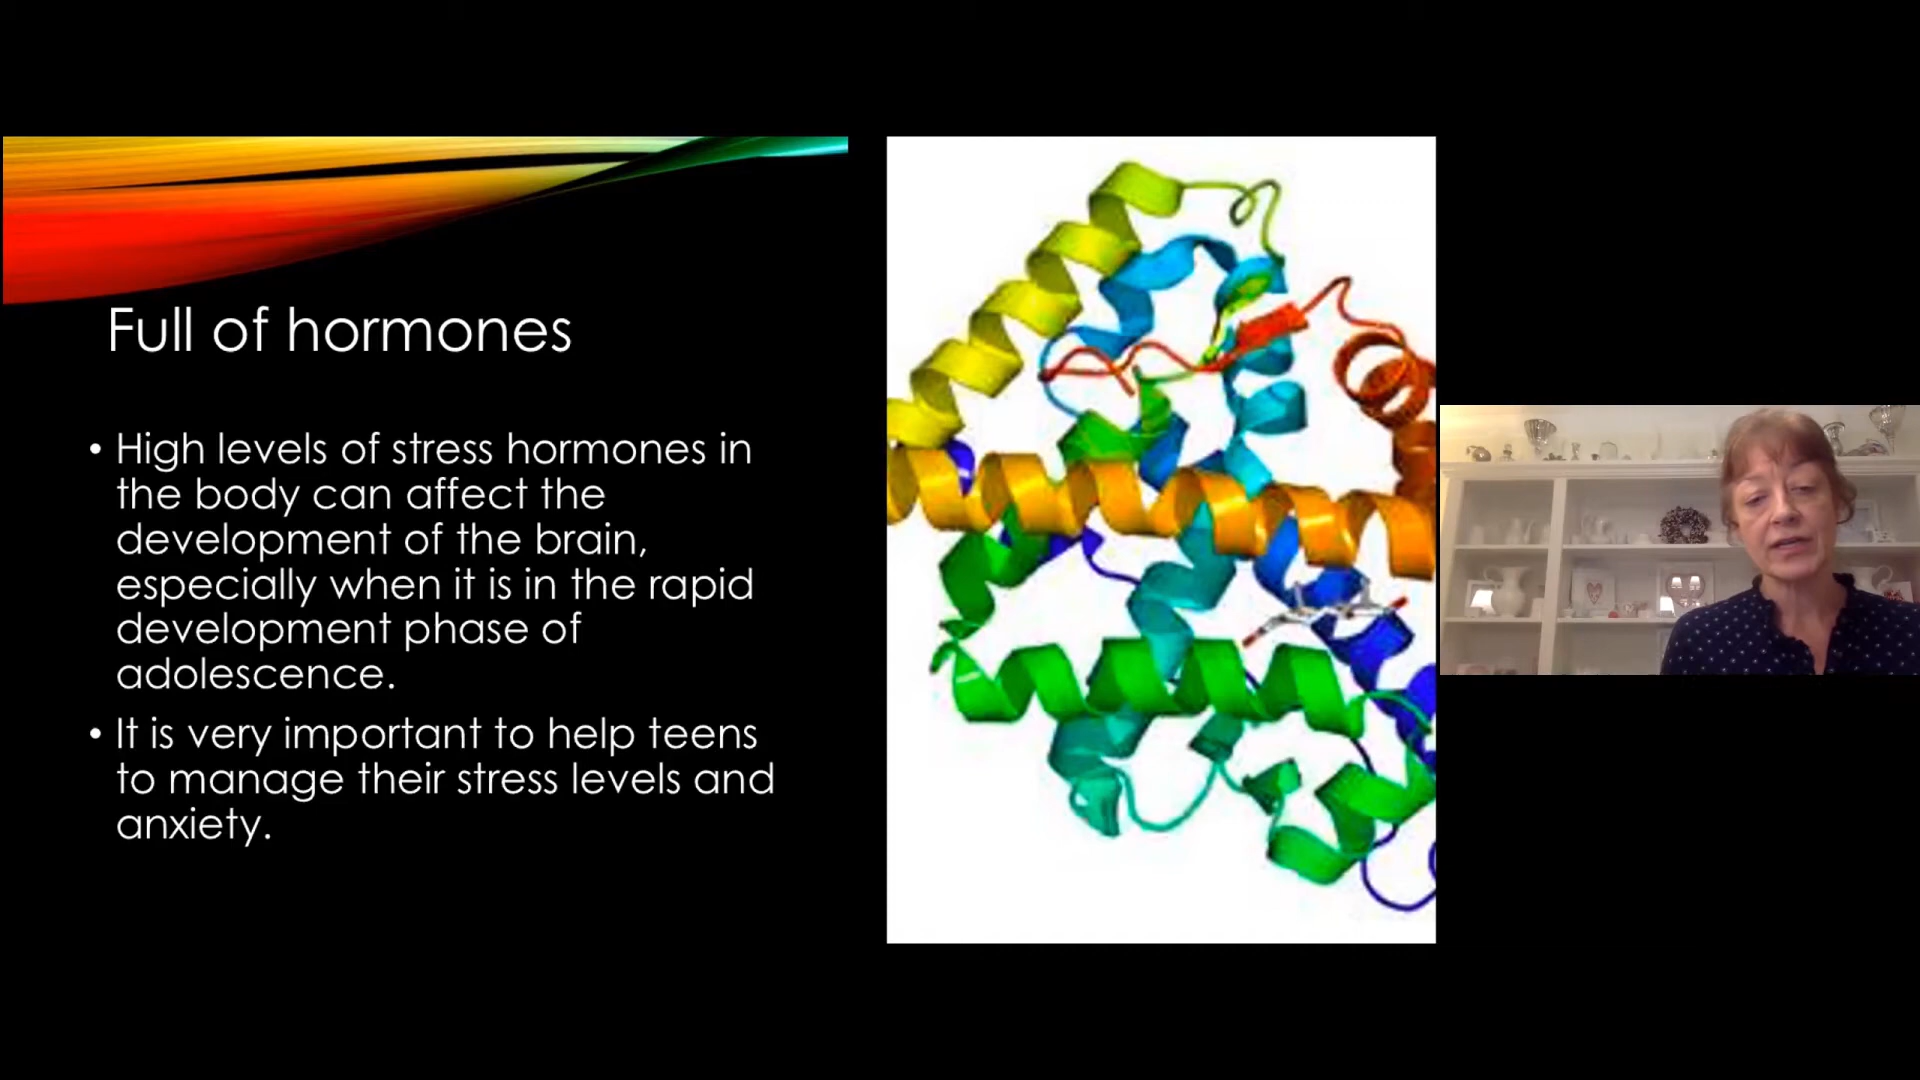 Full of hormones
• High levels of stress hormones in
the body can affect the
development of the brain,
especially when it is in the rapid
development phase of
adolescence.
• It is very important to help teens
to manage their stress levels and
anxiety.